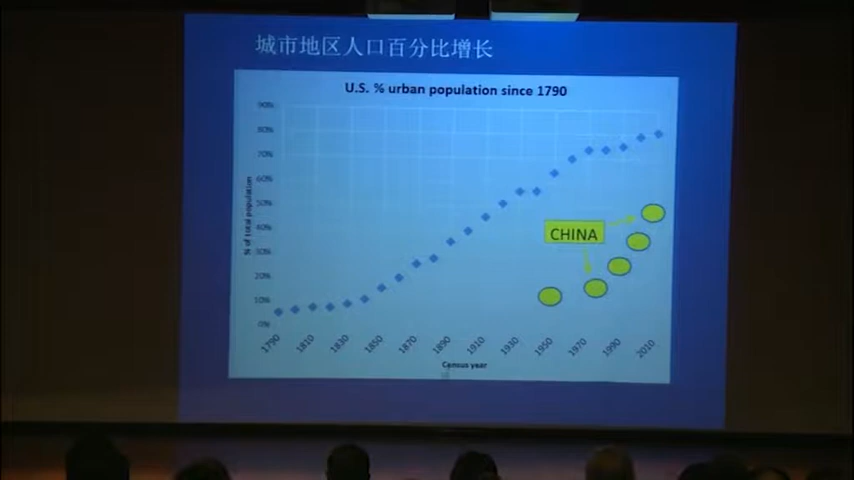 城市地区人口百分比增长
U.S. % urban population since 1790
90%
80%
70%
60%
50%
40%
30%
20%
10%
0%
% of total population
CHINA
1790 1810 1830 1850 1870 1890 1910 1930 1950 1970 1990 2010
Census year